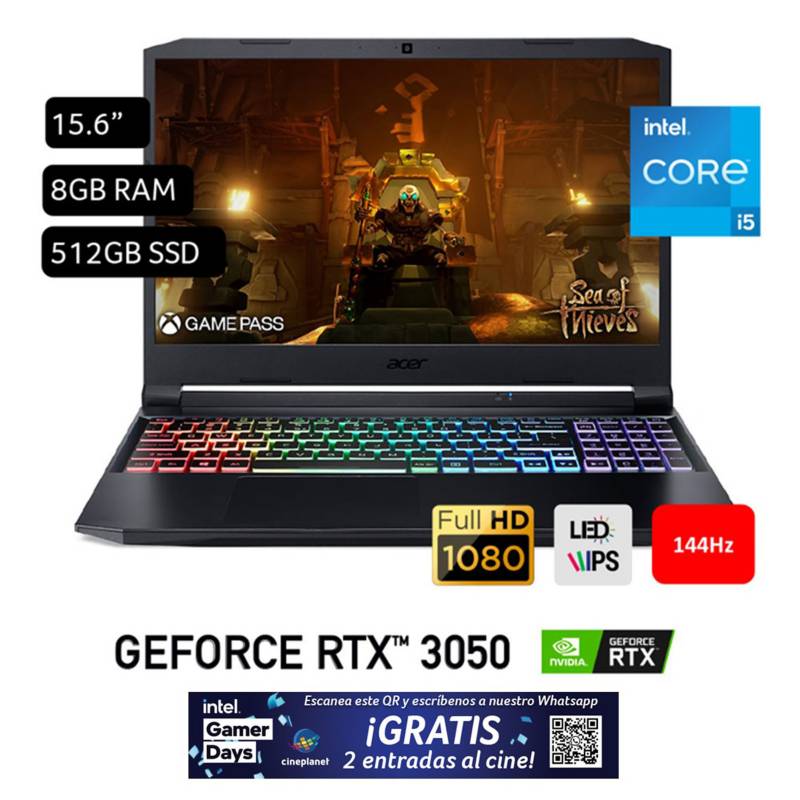 15.6”
8GB RAM
512GB SSD
intel.
CORE
i5
GAME PASS
Sea of
Thieves
acer
Full HD
1080
LED
IPS
144Hz
GEFORCE RTX™ 3050
NVIDIA.
GEFORCE
RTX
intel.
Gamer
Days
cineplanet
Escanea este QR y escríbenos a nuestro Whatsapp
¡GRATIS
2 entradas al cine!